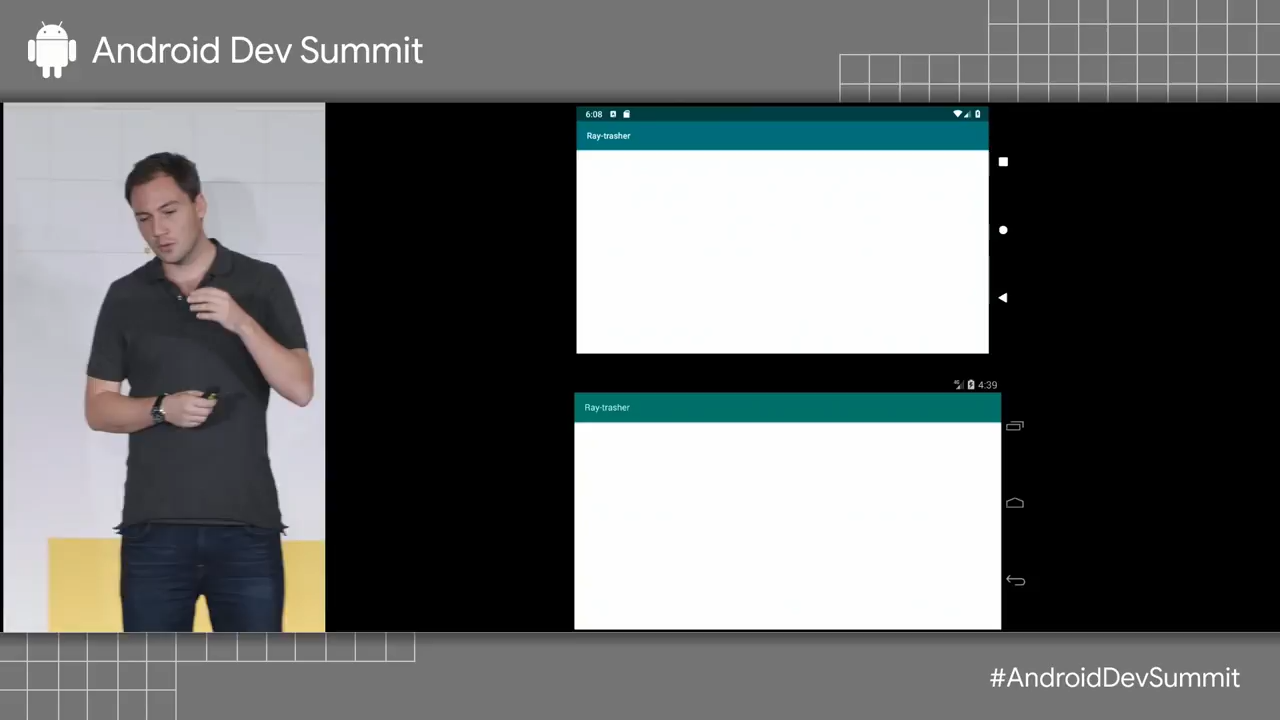 Android Dev Summit
6:08
Ray-trasher
4:39
Ray-trasher
#AndroidDevSummit